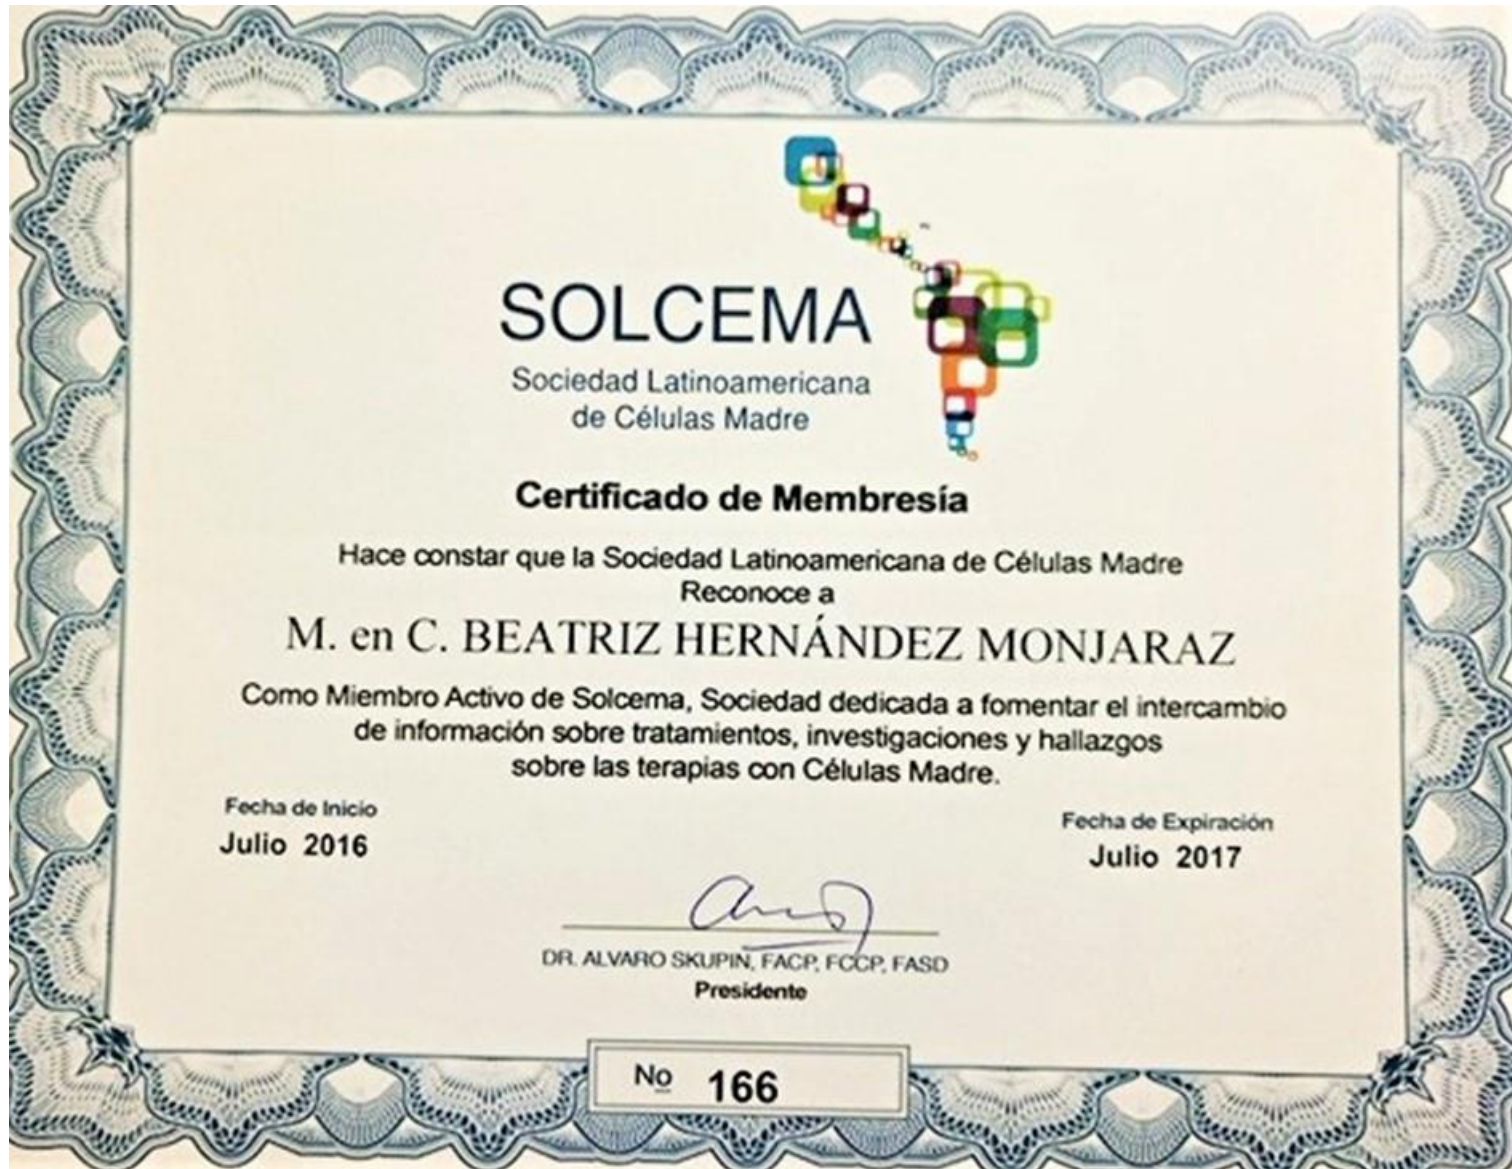 SOLCEMA
Sociedad Latinoamericana
de Células Madre
Certificado de Membresía
Hace constar que la Sociedad Latinoamericana de Células Madre
Reconoce a
M. en C. BEATRIZ HERNÁNDEZ MONJARAZ
Como Miembro Activo de Solcema, Sociedad dedicada a fomentar el intercambio
de información sobre tratamientos, investigaciones y hallazgos
sobre las terapias con Células Madre.
Fecha de Inicio
Julio 2016
Fecha de Expiración
Julio 2017
DR. ALVARO SKUPIN, FACP, FCCP, FASD
Presidente
No 166